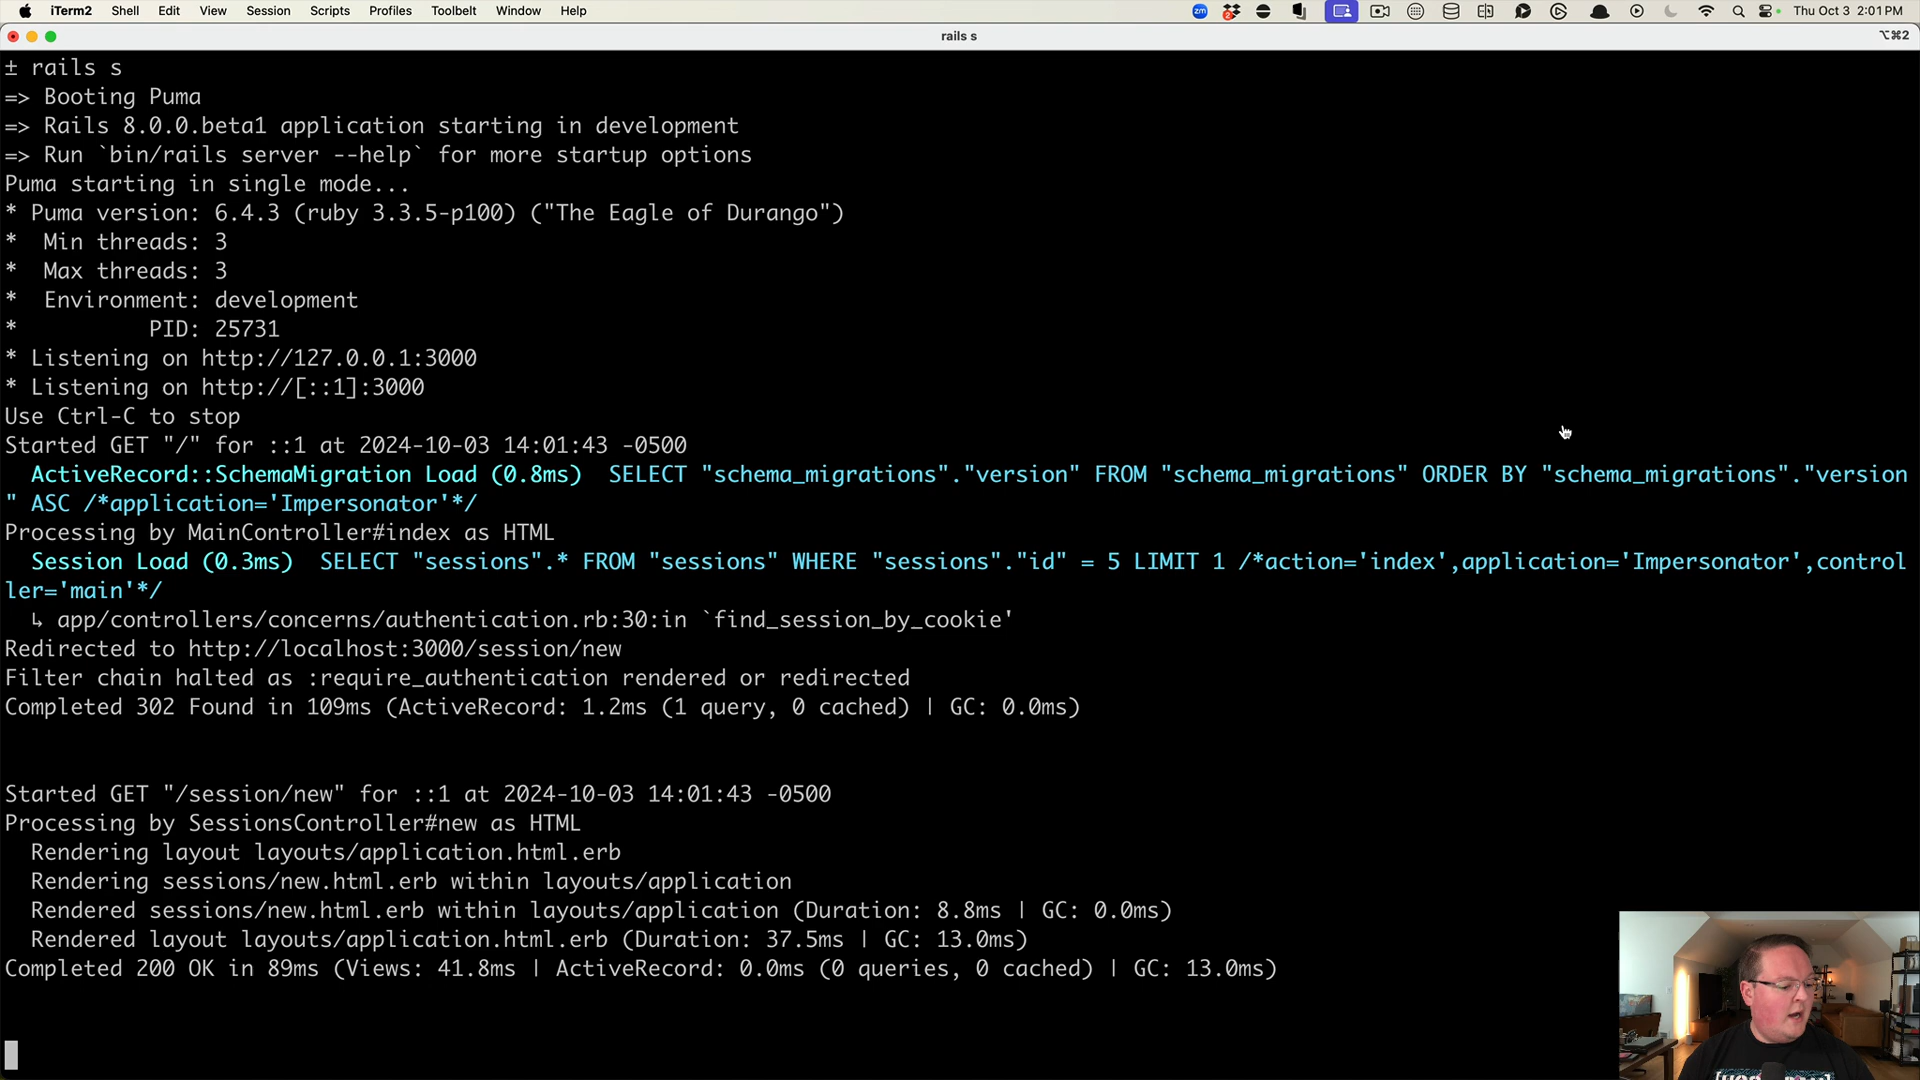 iTerm2 Shell Edit View Session Scripts Profiles Toolbelt Window Help
zm 2 Thu Oct 3 2:01 PM
rails s
⌥⌘2
± rails s
=> Booting Puma
=> Rails 8.0.0.beta1 application starting in development
=> Run `bin/rails server --help` for more startup options
Puma starting in single mode...
* Puma version: 6.4.3 (ruby 3.3.5-p100) ("The Eagle of Durango")
*  Min threads: 3
*  Max threads: 3
*  Environment: development
*          PID: 25731
* Listening on http://127.0.0.1:3000
* Listening on http://[::1]:3000
Use Ctrl-C to stop
Started GET "/" for ::1 at 2024-10-03 14:01:43 -0500
  ActiveRecord::SchemaMigration Load (0.8ms)  SELECT "schema_migrations"."version" FROM "schema_migrations" ORDER BY "schema_migrations"."version
" ASC /*application='Impersonator'*/
Processing by MainController#index as HTML
  Session Load (0.3ms)  SELECT "sessions".* FROM "sessions" WHERE "sessions"."id" = 5 LIMIT 1 /*action='index',application='Impersonator',control
ler='main'*/
  ↳ app/controllers/concerns/authentication.rb:30:in `find_session_by_cookie'
Redirected to http://localhost:3000/session/new
Filter chain halted as :require_authentication rendered or redirected
Completed 302 Found in 109ms (ActiveRecord: 1.2ms (1 query, 0 cached) | GC: 0.0ms)
Started GET "/session/new" for ::1 at 2024-10-03 14:01:43 -0500
Processing by SessionsController#new as HTML
  Rendering layout layouts/application.html.erb
  Rendering sessions/new.html.erb within layouts/application
  Rendered sessions/new.html.erb within layouts/application (Duration: 8.8ms | GC: 0.0ms)
  Rendered layout layouts/application.html.erb (Duration: 37.5ms | GC: 13.0ms)
Completed 200 OK in 89ms (Views: 41.8ms | ActiveRecord: 0.0ms (0 queries, 0 cached) | GC: 13.0ms)